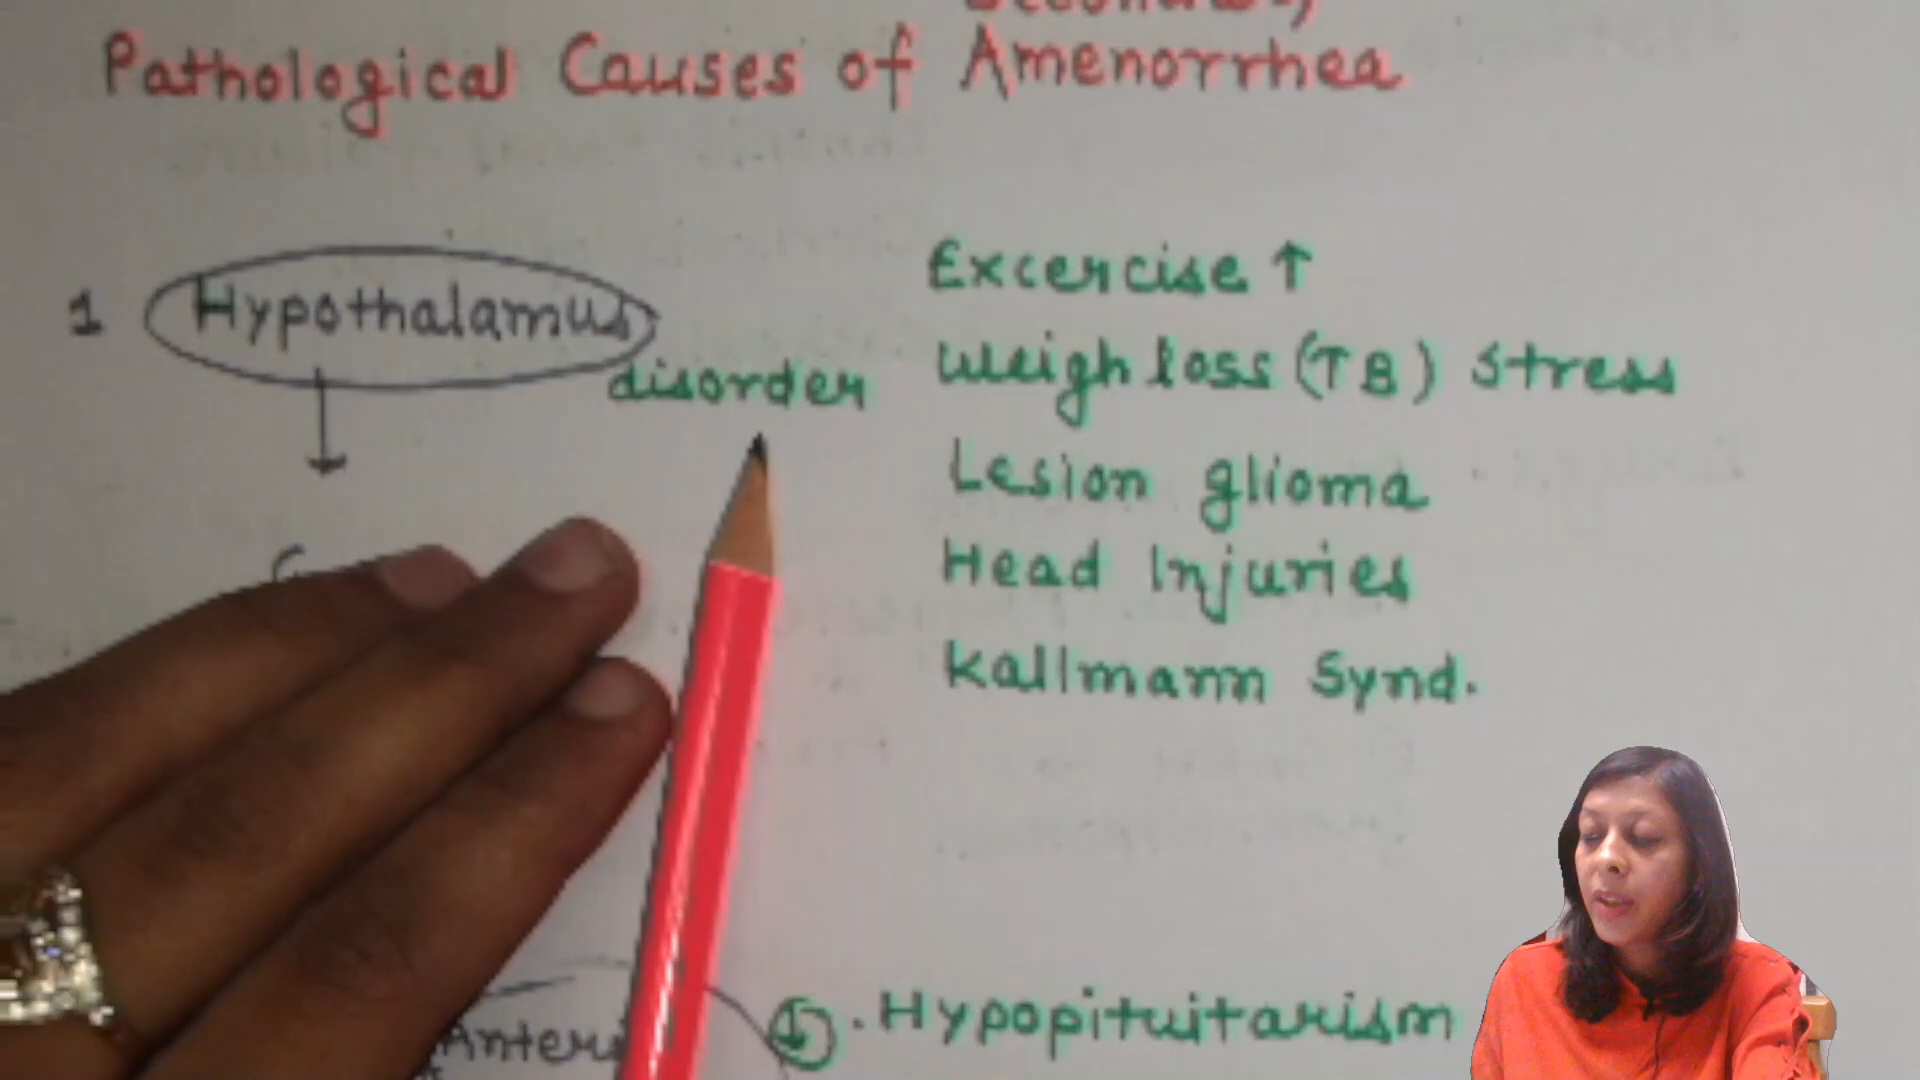 Pathological Causes of Amenorrhea
1 Hypothalamus
disorder
Excercise ↑
Weigh loss (TB) Stress
Lesion glioma
Head Injuries
Kallmann Synd.
Hypopituitarism